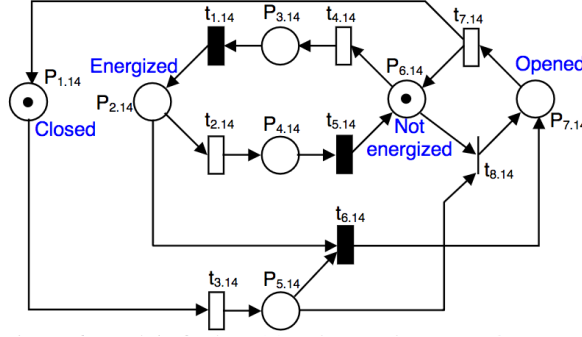 t1.14
P3.14
t4.14
t7.14
Energized
P6.14
Opened
P1.14
P2.14
Closed
t2.14
P4.14
t5.14
Not
energized
P7.14
t8.14
t6.14
t3.14
P5.14